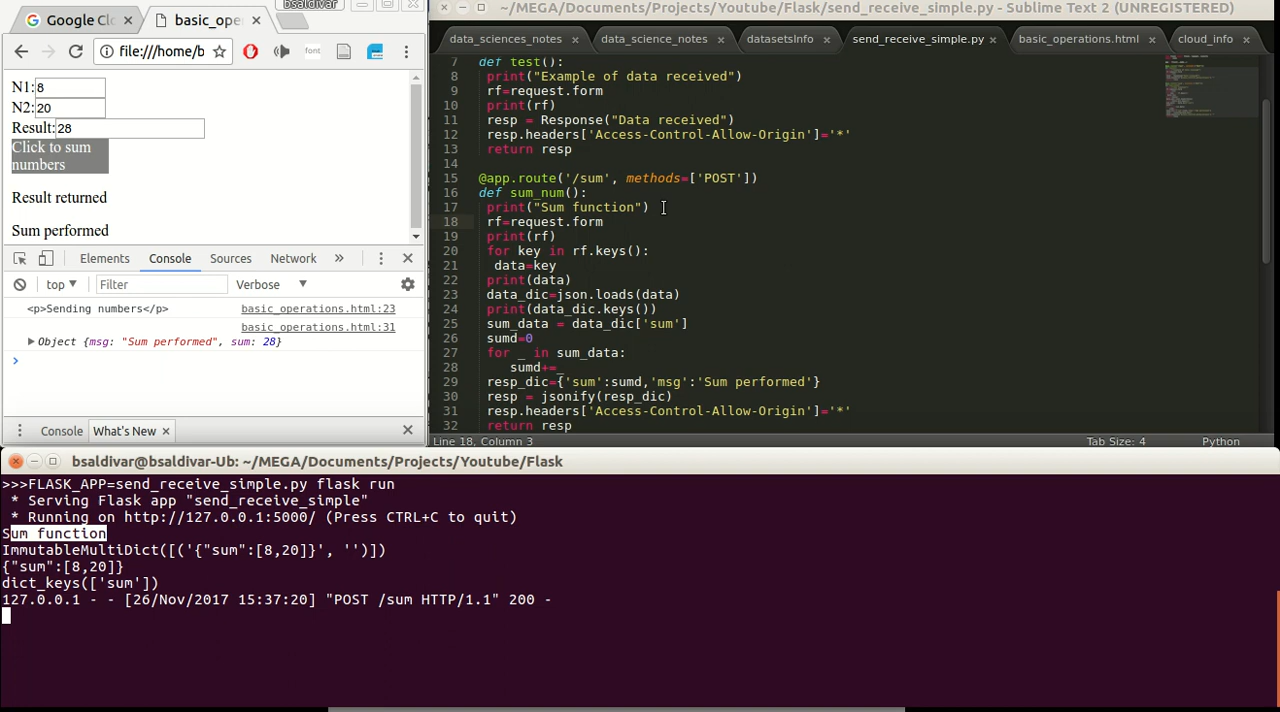 bsaldivar
Google Clo
basic_ope
file:///home/b
font
N1:8
N2:20
Result:28
Click to sum
numbers
Result returned
Sum performed
Elements
Console
Sources
Network
»
top ▼
Filter
Verbose ▼
<p>Sending numbers</p>
basic_operations.html:23
basic_operations.html:31
▶Object {msg: "Sum performed", sum: 28}
>
Console
What's New ×
~/MEGA/Documents/Projects/Youtube/Flask/send_receive_simple.py - Sublime Text 2 (UNREGISTERED)
data_sciences_notes ×
data_science_notes ×
datasetsInfo ×
send_receive_simple.py ×
basic_operations.html ×
cloud_info ×
7 def test():
8 print("Example of data received")
9 rf=request.form
10 print(rf)
11 resp = Response("Data received")
12 resp.headers['Access-Control-Allow-Origin']='*'
13 return resp
14
15 @app.route('/sum', methods=['POST'])
16 def sum_num():
17 print("Sum function")
18 rf=request.form
19 print(rf)
20 for key in rf.keys():
21 data=key
22 print(data)
23 data_dic=json.loads(data)
24 print(data_dic.keys())
25 sum_data = data_dic['sum']
26 sumd=0
27 for _ in sum_data:
28 sumd+=_
29 resp_dic={'sum':sumd,'msg':'Sum performed'}
30 resp = jsonify(resp_dic)
31 resp.headers['Access-Control-Allow-Origin']='*'
32 return resp
Line 18, Column 3
Tab Size: 4
Python
bsaldivar@bsaldivar-Ub: ~/MEGA/Documents/Projects/Youtube/Flask
>>>FLASK_APP=send_receive_simple.py flask run
* Serving Flask app "send_receive_simple"
* Running on http://127.0.0.1:5000/ (Press CTRL+C to quit)
Sum function
ImmutableMultiDict([('{"sum":[8,20]}', '')])
{"sum":[8,20]}
dict_keys(['sum'])
127.0.0.1 - - [26/Nov/2017 15:37:20] "POST /sum HTTP/1.1" 200 -